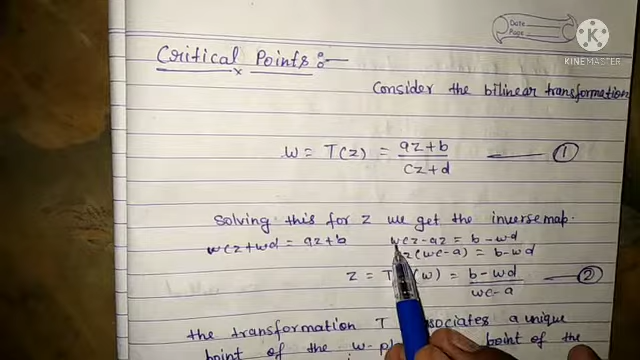 Date
Page
KINEMASTER
Critical Points :—
Consider the bilinear transformation
w = T(z) = az+b / cz+d —— ①
Solving this for z we get the inverse map.
wcz+wd = az+b wcz-az = b-wd
z(wc-a) = b-wd
z = T (w) = b-wd / wc-a —— ②
the transformation T associates a unique
point of the w-pl point of the